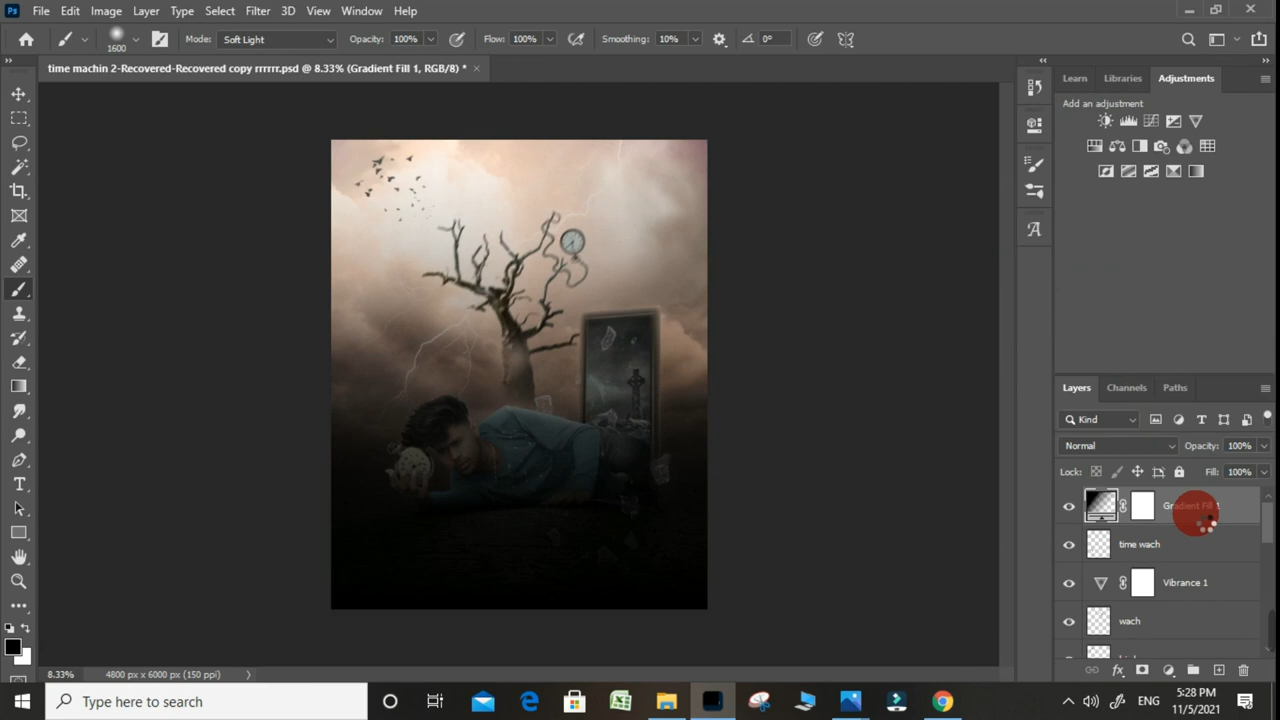 Ps File Edit Image Layer Type Select Filter 3D View Window Help
1600 Mode: Soft Light Opacity: 100% Flow: 100% Smoothing: 10% 0°
time machin 2-Recovered-Recovered copy rrrrrr.psd @ 8.33% (Gradient Fill 1, RGB/8) *
Learn Libraries Adjustments
Add an adjustment
Layers Channels Paths
Kind
Normal Opacity: 100%
Lock: Fill: 100%
Gradient Fill 1
time wach
Vibrance 1
wach
8.33% 4800 px x 6000 px (150 ppi)
Type here to search
ENG
5:28 PM
11/5/2021